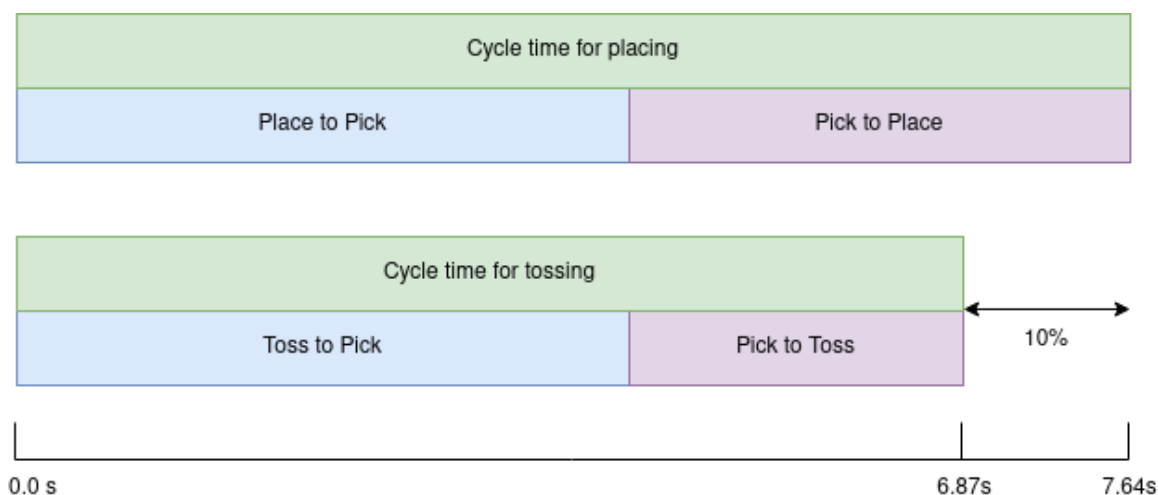 Cycle time for placing
Place to Pick
Pick to Place
Cycle time for tossing
Toss to Pick
Pick to Toss
10%
0.0 s
6.87s
7.64s